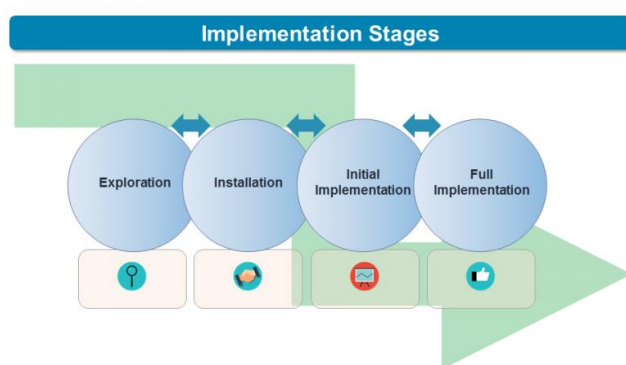 Implementation Stages
Exploration
Installation
Initial
Implementation
Full
Implementation